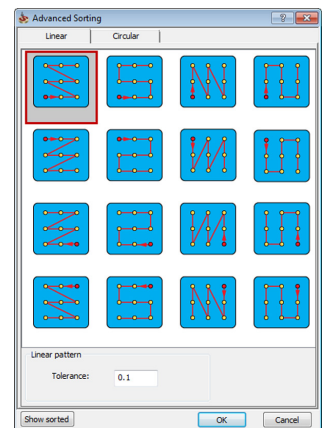 Advanced Sorting
Linear
Circular
Linear pattern
Tolerance:
0.1
Show sorted
OK
Cancel